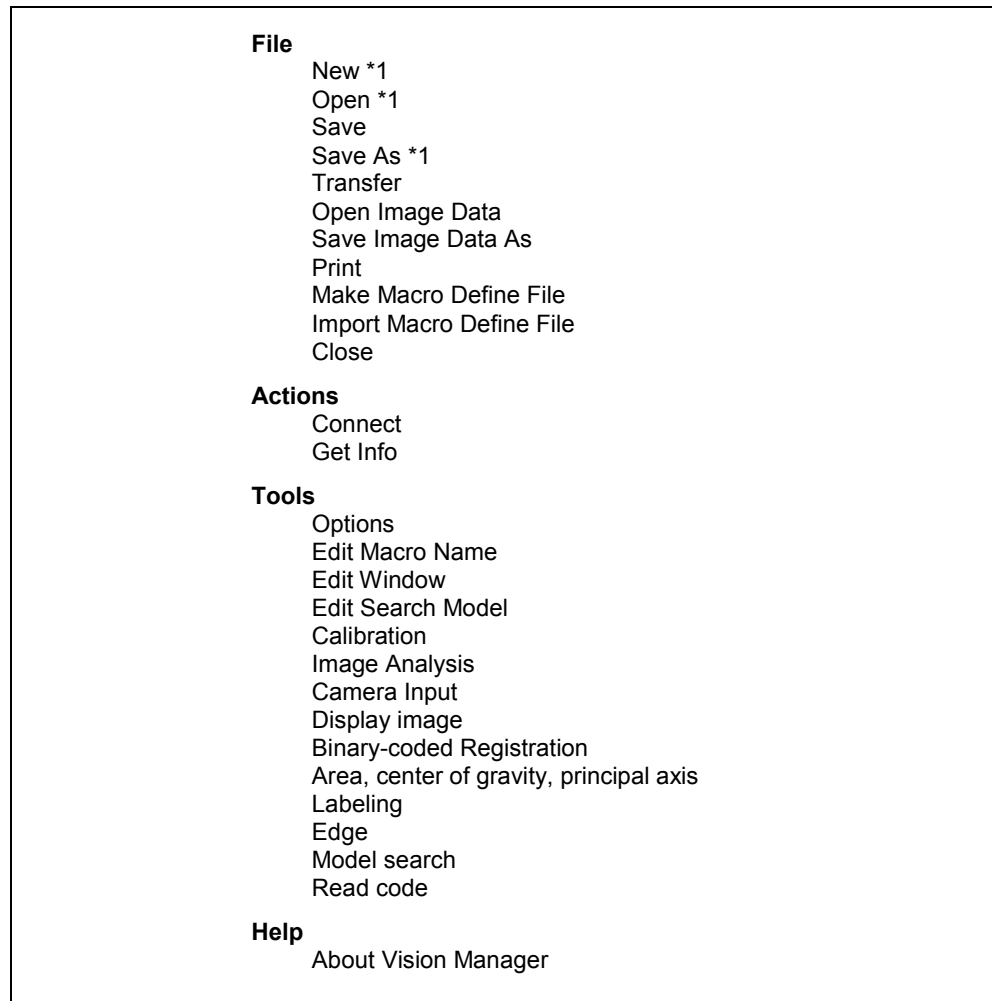 File
New *1
Open *1
Save
Save As *1
Transfer
Open Image Data
Save Image Data As
Print
Make Macro Define File
Import Macro Define File
Close
Actions
Connect
Get Info
Tools
Options
Edit Macro Name
Edit Window
Edit Search Model
Calibration
Image Analysis
Camera Input
Display image
Binary-coded Registration
Area, center of gravity, principal axis
Labeling
Edge
Model search
Read code
Help
About Vision Manager